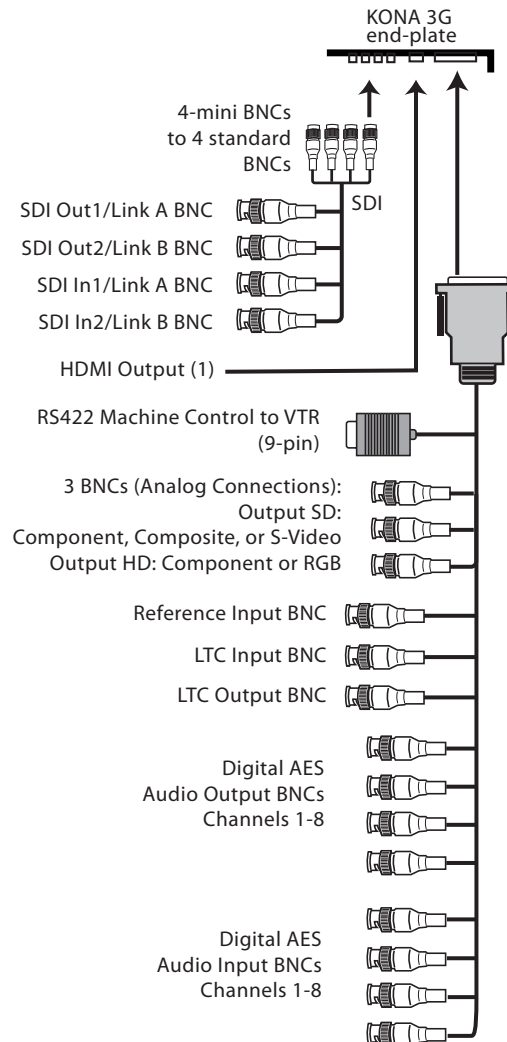 KONA 3G
end-plate
4-mini BNCs
to 4 standard
BNCs
SDI
SDI Out1/Link A BNC
SDI Out2/Link B BNC
SDI In1/Link A BNC
SDI In2/Link B BNC
HDMI Output (1)
RS422 Machine Control to VTR
(9-pin)
3 BNCs (Analog Connections):
Output SD:
Component, Composite, or S-Video
Output HD: Component or RGB
Reference Input BNC
LTC Input BNC
LTC Output BNC
Digital AES
Audio Output BNCs
Channels 1-8
Digital AES
Audio Input BNCs
Channels 1-8